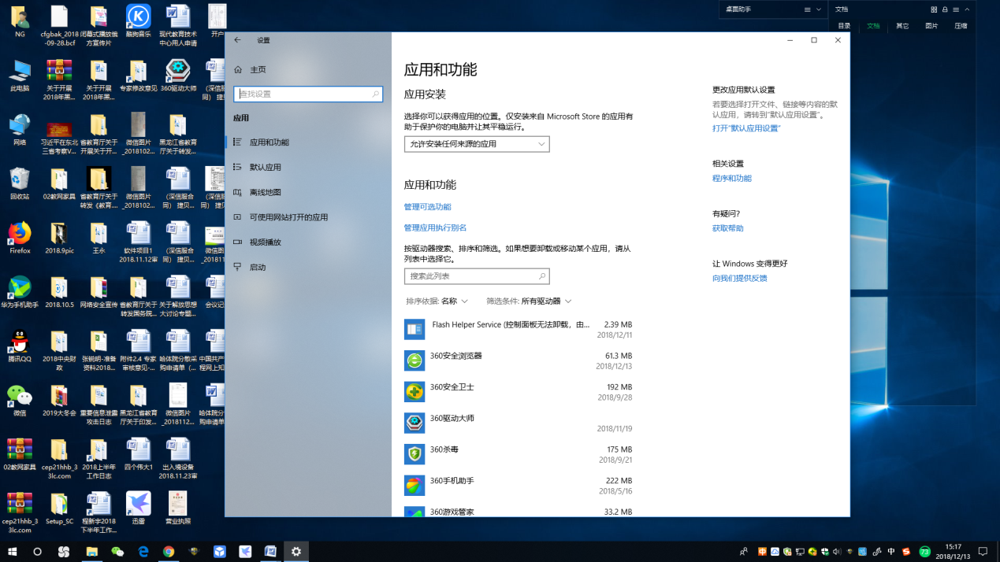 NG
cfgbak_2018
-09-28.bcf
闭幕式播放俄
方宣传片
酷狗音乐
现代教育技术
中心用人申请
开户
此电脑
关于开展
2018年黑...
关于开展
2018年黑...
专家修改意见
360驱动大师
(深信服合
同) 捷
网络
习近平在东北
三省考察V...
省教育厅关于
开展关于开...
微信图片
_2018102...
黑龙江省教育
厅关于转发...
回收站
02教网家具
省教育厅关于
转发《教育...
微信图片
_2018102...
(深信服合
同) 捷贝...
(深信服
同) 捷
Firefox
2018.9pic
王永
软件项目1
2018.11.12审
(深信服合
同) 捷贝...
微信图
_20181
华为手机助手
2018.10.5
网络安全宣传
省教育厅关于
转发国务院...
关于解放思想
大讨论专题...
会议记
腾讯QQ
2018中央财
政
张锐明-准备
资料2018...
附件2.4 专家
审核意见-...
哈体院分散采
购申请单（...
中国共产
程网上知
微信
2019大冬会
重要信息泄露
攻击日志
黑龙江省教育
厅关于印发...
微信图片
_2018112...
哈体院分
购申请单
02教网家具
cep21hhb_3
3lc.com
2018上半年
工作日志
四个伟大1
出入境设备
2018.11.23审
cep21hhb_3
3lc.com
Setup_SC
程新宇2018
下半年工作...
迅雷
营业执照
桌面助手
文档
目录
文档
其它
图片
压缩
设置
主页
查找设置
应用
应用和功能
默认应用
离线地图
可使用网站打开的应用
视频播放
启动
应用和功能
应用安装
选择你可以获得应用的位置。仅安装来自 Microsoft Store 的应用有
助于保护你的电脑并让其平稳运行。
允许安装任何来源的应用
应用和功能
管理可选功能
管理应用执行别名
按驱动器搜索、排序和筛选。如果想要卸载或移动某个应用，请从
列表中选择它。
搜索此列表
排序依据: 名称
筛选条件: 所有驱动器
Flash Helper Service (控制面板无法卸载，由... 2.39 MB
2018/12/11
360安全浏览器 61.3 MB
2018/12/13
360安全卫士 192 MB
2018/9/28
360驱动大师
2018/11/19
360杀毒 175 MB
2018/9/21
360手机助手 222 MB
2018/5/16
360游戏管家 33.2 MB
更改应用默认设置
若要选择打开文件、链接等内容的默
认应用，请转到"默认应用设置"。
打开"默认应用设置"
相关设置
程序和功能
有疑问?
获取帮助
让 Windows 变得更好
向我们提供反馈
中
73
15:17
2018/12/13